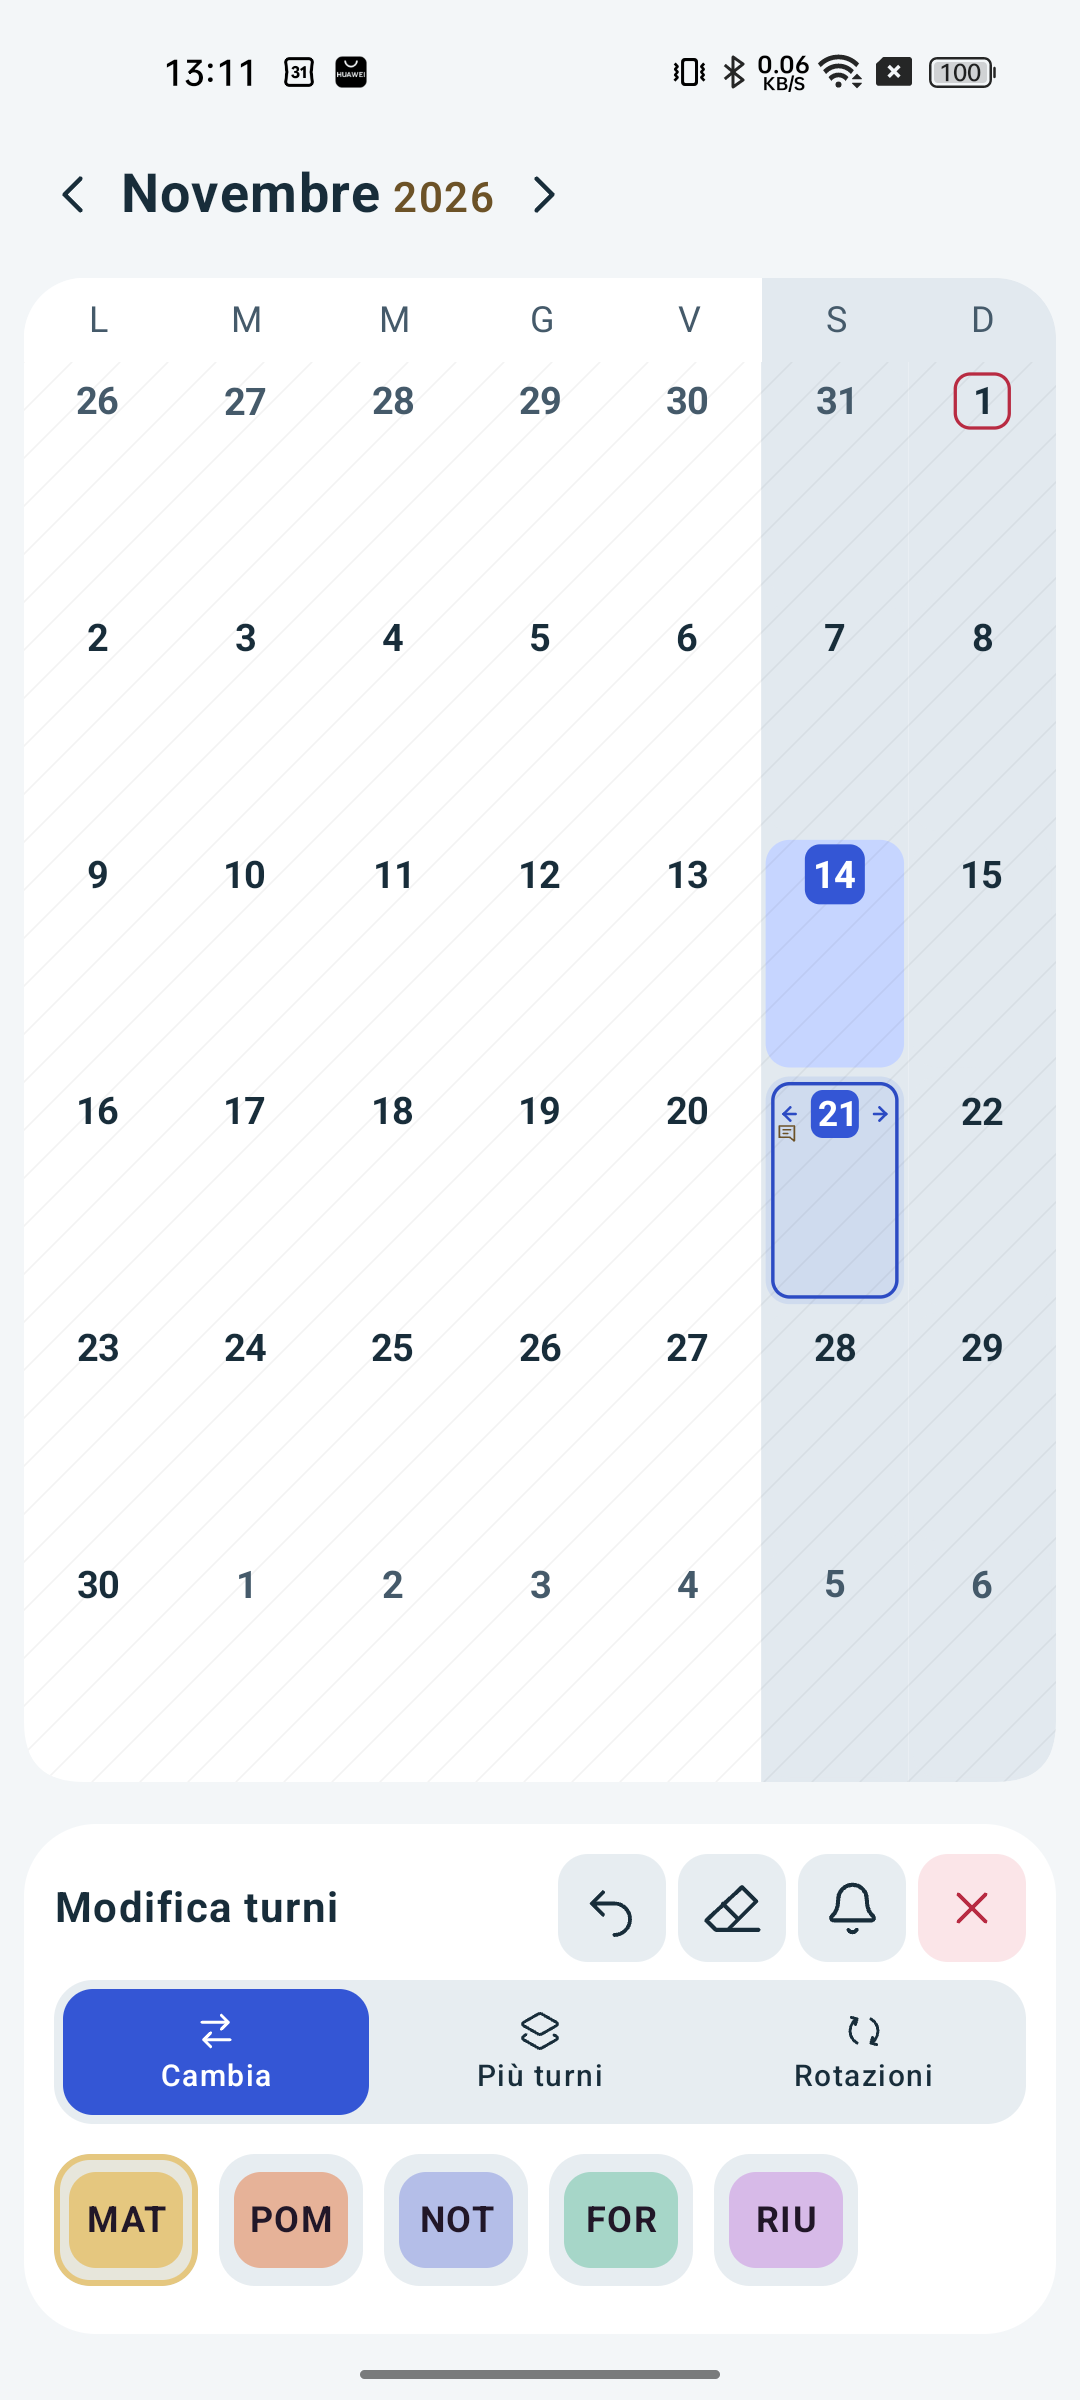 13:11 31 HUAWEI 0.06 KB/S 100
Novembre 2026
L M M G V S D
26 27 28 29 30 31 1
2 3 4 5 6 7 8
9 10 11 12 13 14 15
16 17 18 19 20 21 22
23 24 25 26 27 28 29
30 1 2 3 4 5 6
Modifica turni
Cambia Più turni Rotazioni
MAT POM NOT FOR RIU